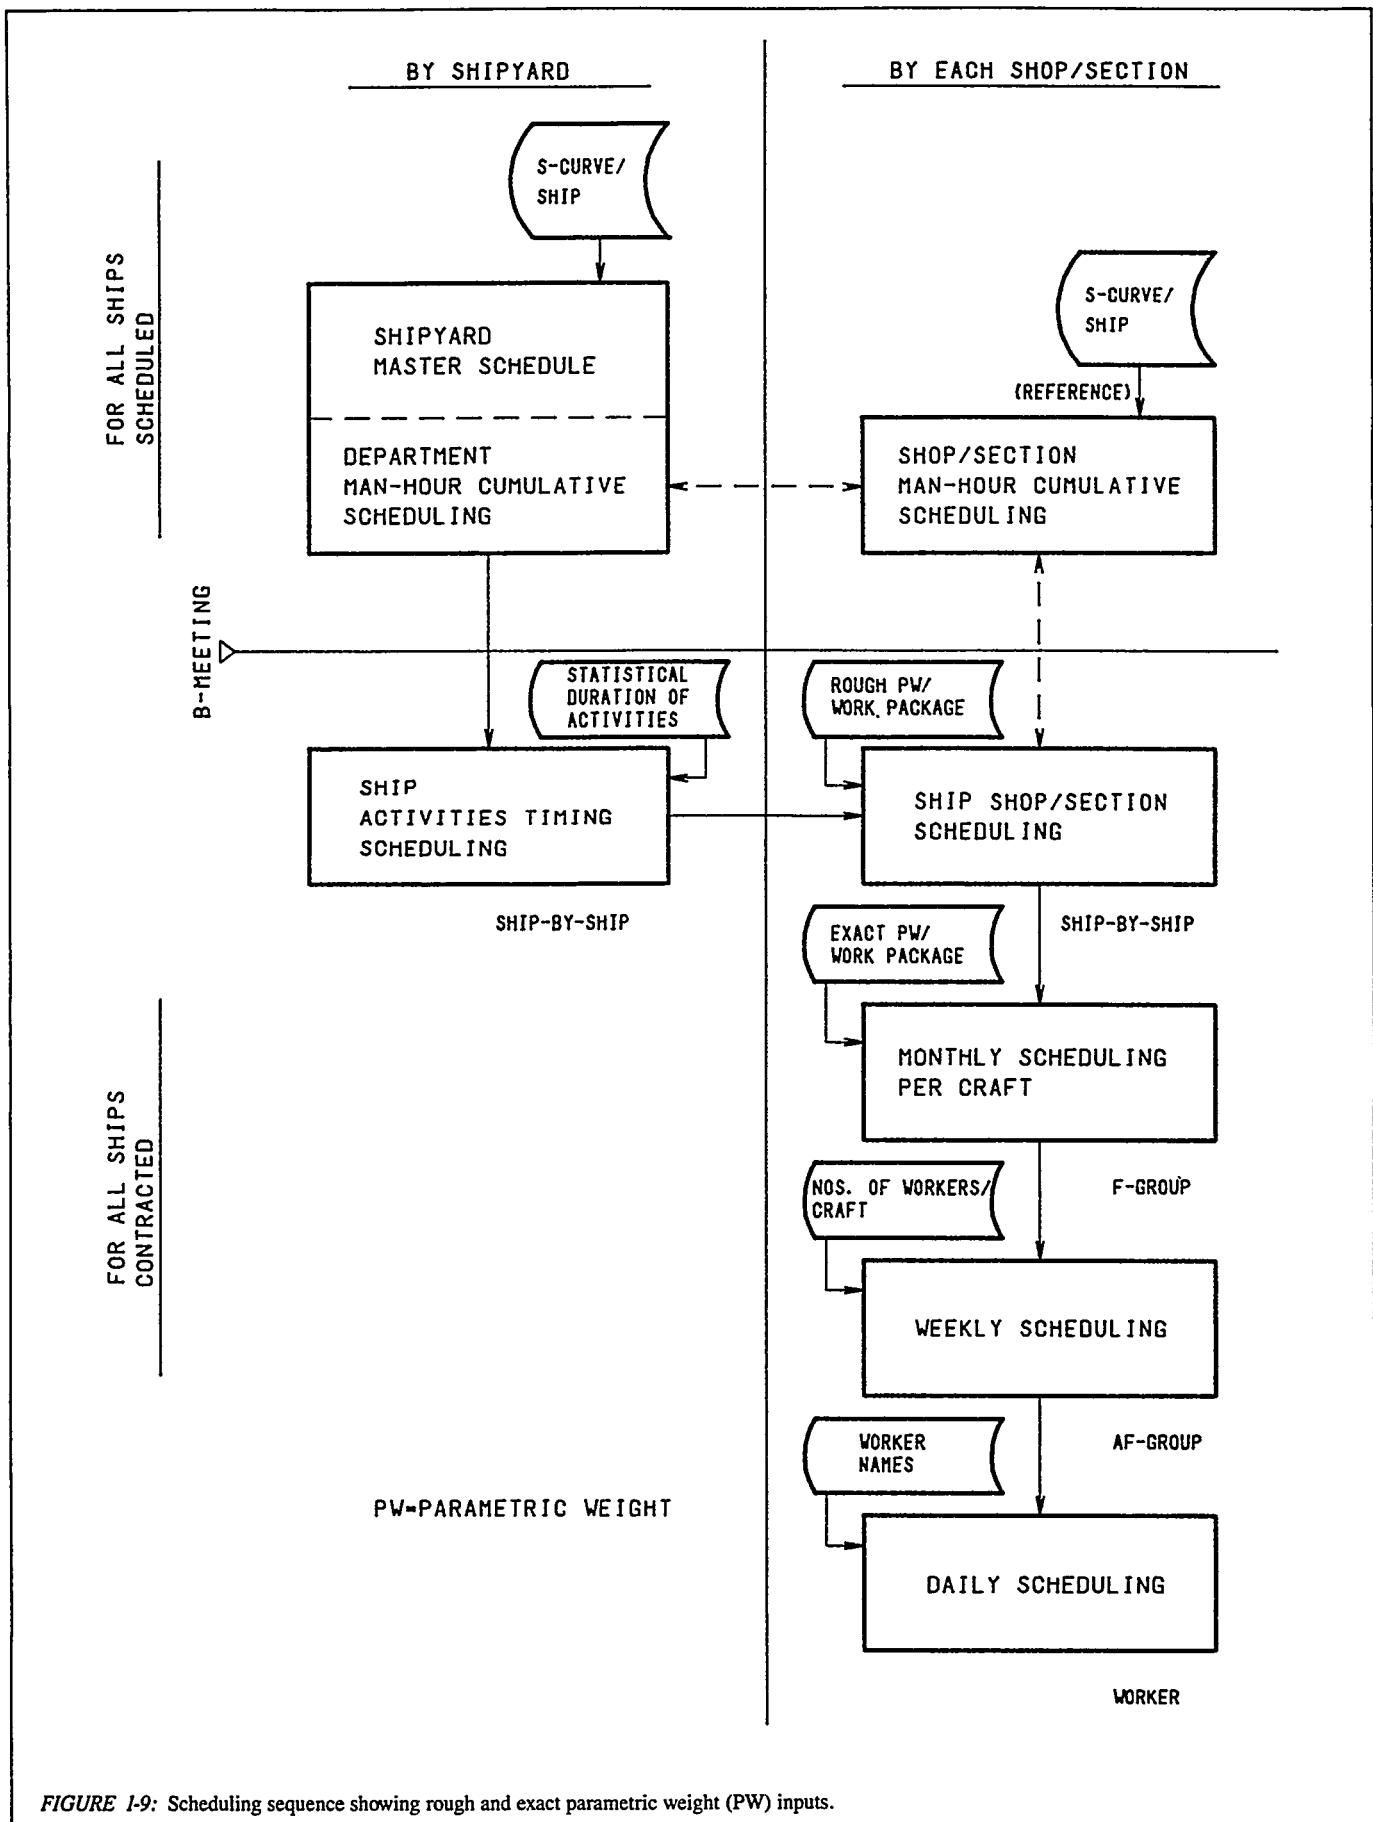 BY SHIPYARD
BY EACH SHOP/SECTION
S-CURVE/
SHIP
S-CURVE/
SHIP
(REFERENCE)
FOR ALL SHIPS
SCHEDULED
SHIPYARD
MASTER SCHEDULE
DEPARTMENT
MAN-HOUR CUMULATIVE
SCHEDULING
SHOP/SECTION
MAN-HOUR CUMULATIVE
SCHEDULING
B-MEETING
STATISTICAL
DURATION OF
ACTIVITIES
ROUGH PW/
WORK PACKAGE
SHIP
ACTIVITIES TIMING
SCHEDULING
SHIP SHOP/SECTION
SCHEDULING
SHIP-BY-SHIP
SHIP-BY-SHIP
EXACT PW/
WORK PACKAGE
FOR ALL SHIPS
CONTRACTED
MONTHLY SCHEDULING
PER CRAFT
F-GROUP
NOS. OF WORKERS/
CRAFT
WEEKLY SCHEDULING
AF-GROUP
WORKER
NAMES
PW=PARAMETRIC WEIGHT
DAILY SCHEDULING
WORKER
FIGURE 1-9: Scheduling sequence showing rough and exact parametric weight (PW) inputs.